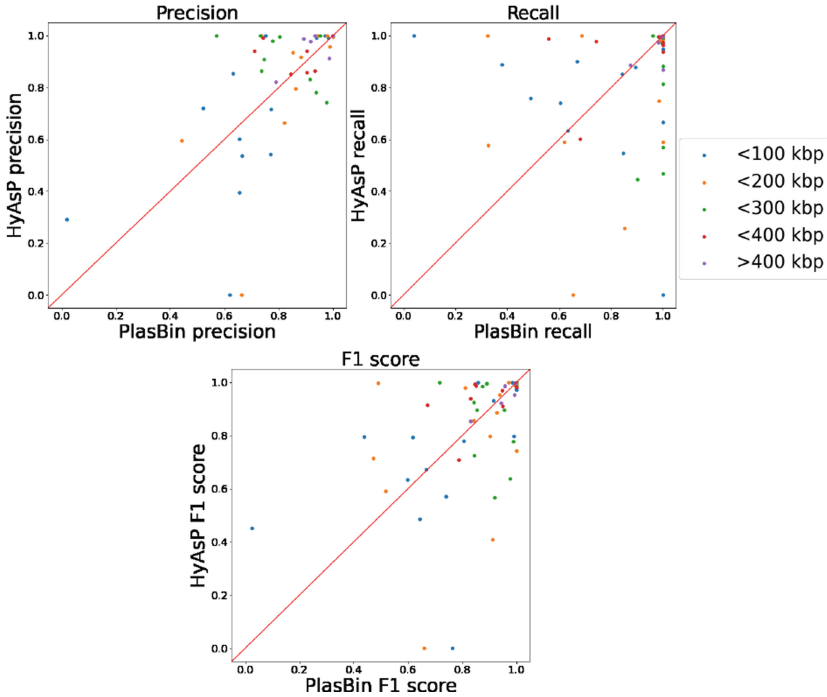 Precision
Recall
1.0
0.8
0.6
0.4
0.2
0.0
HyAsP precision
0.0 0.2 0.4 0.6 0.8 1.0
PlasBin precision
1.0
0.8
0.6
0.4
0.2
0.0
HyAsP recall
0.0 0.2 0.4 0.6 0.8 1.0
PlasBin recall
<100 kbp
<200 kbp
<300 kbp
<400 kbp
>400 kbp
F1 score
1.0
0.8
0.6
0.4
0.2
0.0
HyAsP F1 score
0.0 0.2 0.4 0.6 0.8 1.0
PlasBin F1 score